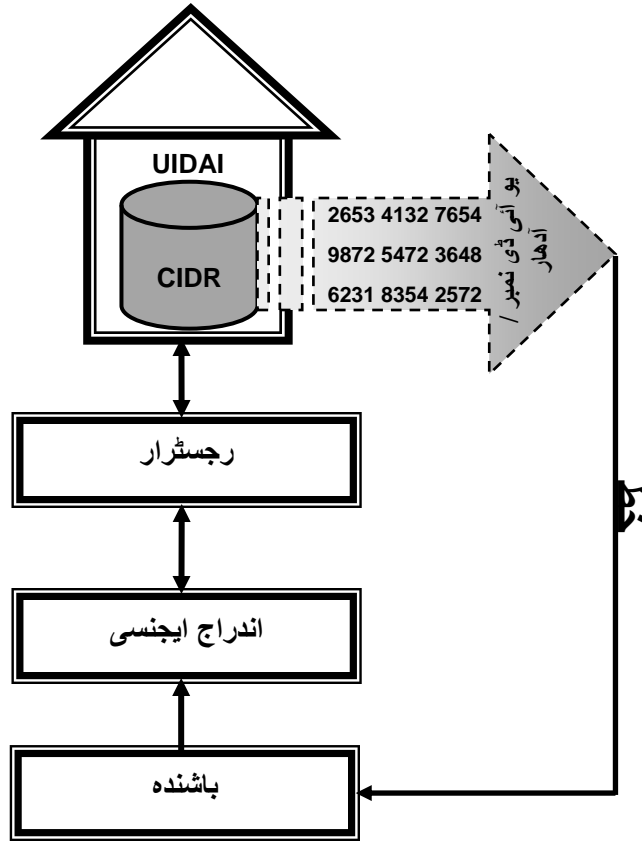 UIDAI
CIDR
2653 4132 7654
9872 5472 3648
6231 8354 2572
یو آئی ڈی نمبر /
آدھار
رجسٹرار
اندراج ایجنسی
باشندہ